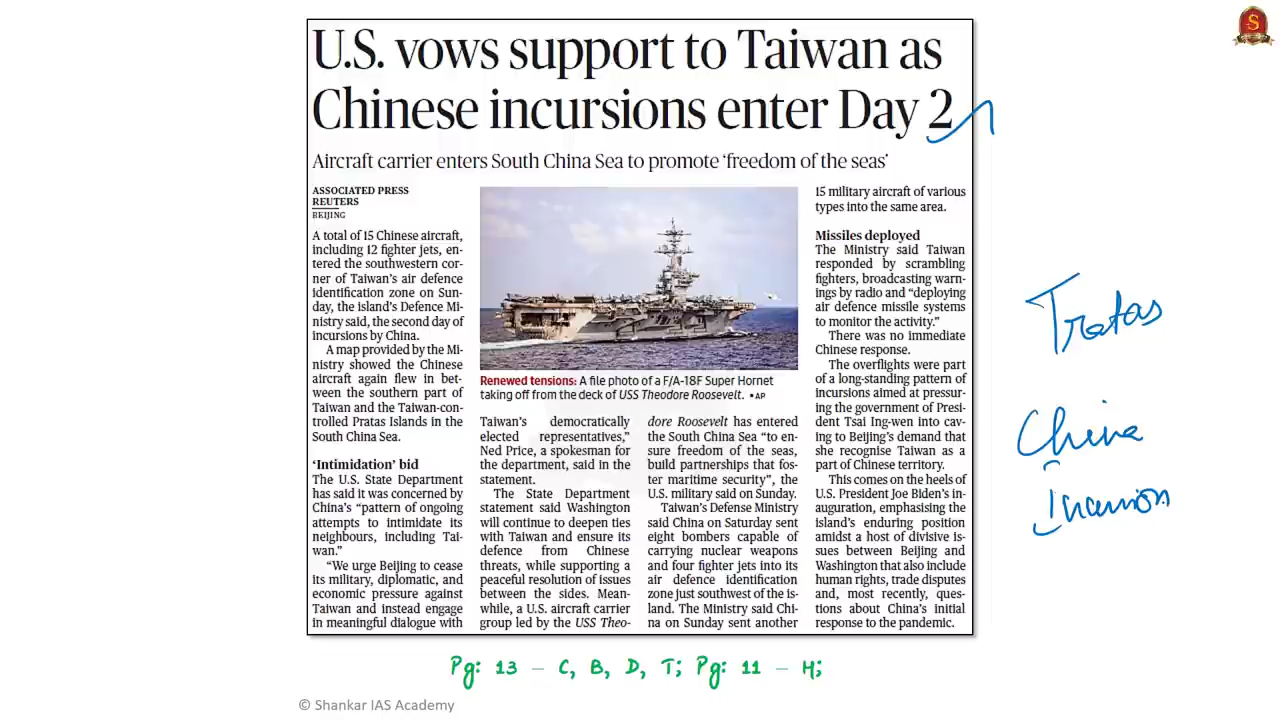 U.S. vows support to Taiwan as
Chinese incursions enter Day 2
Aircraft carrier enters South China Sea to promote ‘freedom of the seas’
ASSOCIATED PRESS
REUTERS
BEIJING
A total of 15 Chinese aircraft,
including 12 fighter jets, en-
tered the southwestern cor-
ner of Taiwan’s air defence
identification zone on Sun-
day, the island’s Defence Mi-
nistry said, the second day of
incursions by China.
A map provided by the Mi-
nistry showed the Chinese
aircraft again flew in bet-
ween the southern part of
Taiwan and the Taiwan-con-
trolled Pratas Islands in the
South China Sea.
‘Intimidation’ bid
The U.S. State Department
has said it was concerned by
China’s “pattern of ongoing
attempts to intimidate its
neighbours, including Tai-
wan.”
“We urge Beijing to cease
its military, diplomatic, and
economic pressure against
Taiwan and instead engage
in meaningful dialogue with
Renewed tensions: A file photo of a F/A-18F Super Hornet
taking off from the deck of USS Theodore Roosevelt. •AP
Taiwan’s democratically
elected representatives,”
Ned Price, a spokesman for
the department, said in the
statement.
The State Department
statement said Washington
will continue to deepen ties
with Taiwan and ensure its
defence from Chinese
threats, while supporting a
peaceful resolution of issues
between the sides. Mean-
while, a U.S. aircraft carrier
group led by the USS Theo-
dore Roosevelt has entered
the South China Sea “to en-
sure freedom of the seas,
build partnerships that fos-
ter maritime security”, the
U.S. military said on Sunday.
Taiwan’s Defense Ministry
said China on Saturday sent
eight bombers capable of
carrying nuclear weapons
and four fighter jets into its
air defence identification
zone just southwest of the is-
land. The Ministry said Chi-
na on Sunday sent another
15 military aircraft of various
types into the same area.
Missiles deployed
The Ministry said Taiwan
responded by scrambling
fighters, broadcasting warn-
ings by radio and “deploying
air defence missile systems
to monitor the activity.”
There was no immediate
Chinese response.
The overflights were part
of a long-standing pattern of
incursions aimed at pressur-
ing the government of Presi-
dent Tsai Ing-wen into cav-
ing to Beijing’s demand that
she recognise Taiwan as a
part of Chinese territory.
This comes on the heels of
U.S. President Joe Biden’s in-
auguration, emphasising the
island’s enduring position
amidst a host of divisive is-
sues between Beijing and
Washington that also include
human rights, trade disputes
and, most recently, ques-
tions about China’s initial
response to the pandemic.
China
Pg: 13 – C, B, D, T; Pg: 11 – H;
© Shankar IAS Academy